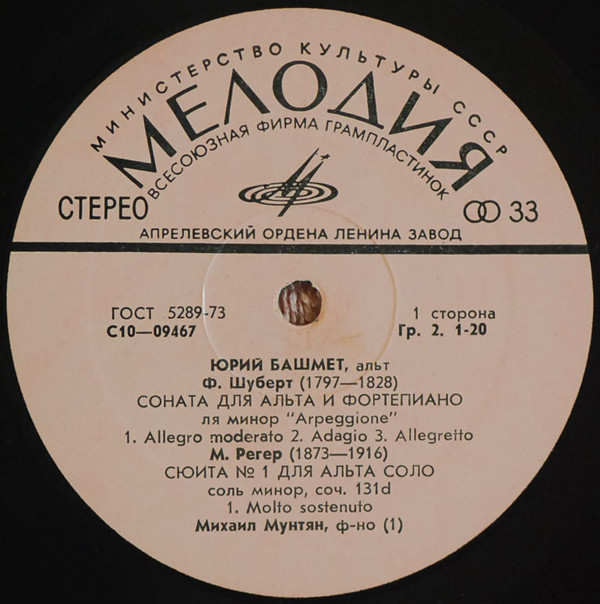 МИНИСТЕРСТВО КУЛЬТУРЫ СССР
МЕЛОДИЯ
ВСЕСОЮЗНАЯ ФИРМА ГРАМПЛАСТИНОК
СТЕРЕО
33
АПРЕЛЕВСКИЙ ОРДЕНА ЛЕНИНА ЗАВОД
ГОСТ 5289-73
1 сторона
С10—09467
Гр. 2. 1-20
ЮРИЙ БАШМЕТ, альт
Ф. Шуберт (1797—1828)
СОНАТА ДЛЯ АЛЬТА И ФОРТЕПИАНО
ля минор "Arpeggione"
1. Allegro moderato 2. Adagio 3. Allegretto
М. Регер (1873—1916)
СЮИТА № 1 ДЛЯ АЛЬТА СОЛО
соль минор, соч. 131d
1. Molto sostenuto
Михаил Мунтян, ф-но (1)